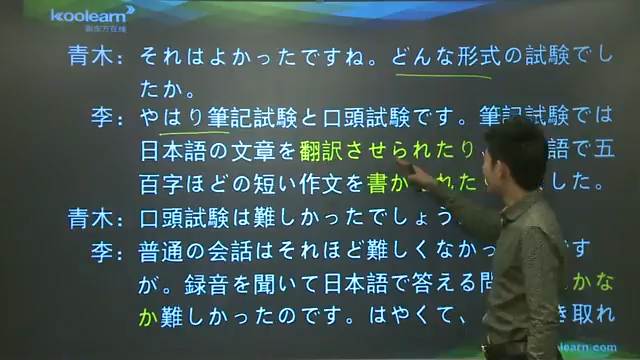 koolearn
新东方在线
青木：それはよかったですね。どんな形式の試験でし
たか。
李：やはり筆記試験と口頭試験です。筆記試験では
日本語の文章を翻訳させられたり 語で五
百字ほどの短い作文を書か れた した。
青木：口頭試験は難しかったでしょう
李：普通の会話はそれほど難しくなか です
が。録音を聞いて日本語で答える問 かな
か難しかったのです。はやくて、 き取れ
learn.com